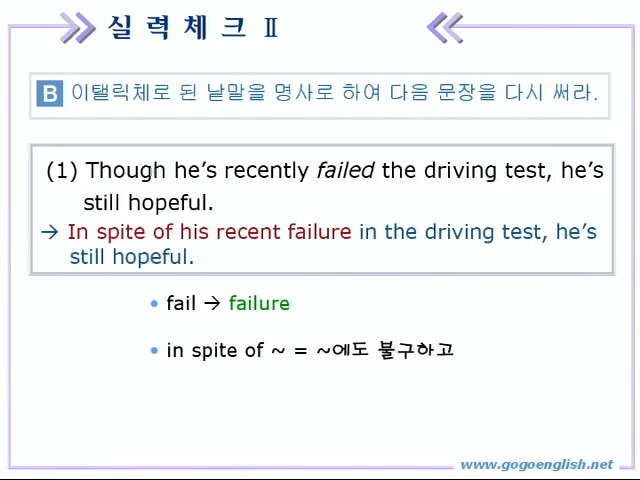 실 력 체 크 Ⅱ
B 이탤릭체로 된 낱말을 명사로 하여 다음 문장을 다시 써라.
(1) Though he’s recently failed the driving test, he’s
still hopeful.
→ In spite of his recent failure in the driving test, he’s
still hopeful.
• fail → failure
• in spite of ~ = ~에도 불구하고
www.gogoenglish.net